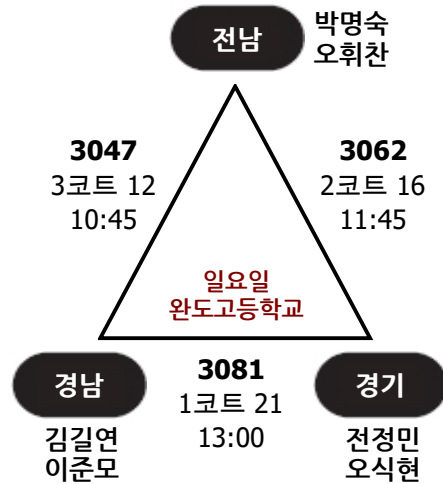 전남
박명숙
오휘찬
3047
3코트 12
10:45
3062
2코트 16
11:45
일요일
완도고등학교
경남
김길연
이준모
3081
1코트 21
13:00
경기
전정민
오식현